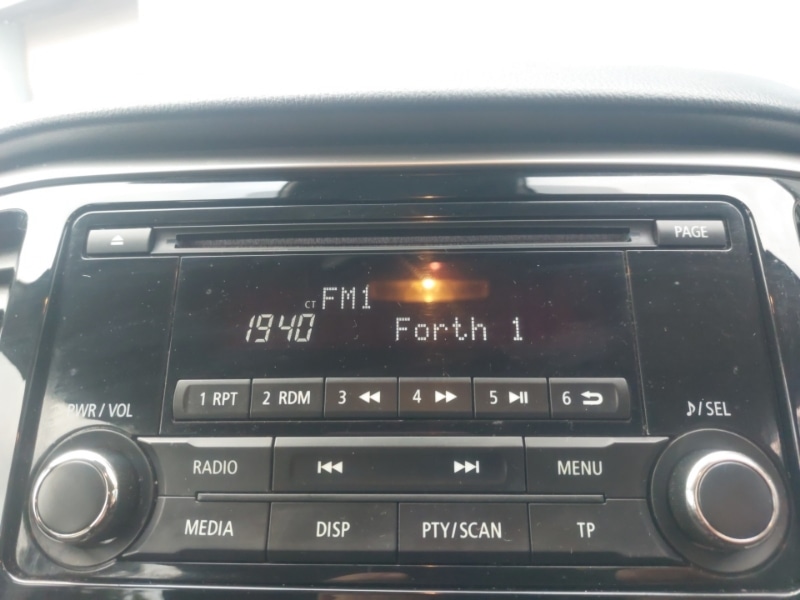 PAGE
CT FM1
1940 Forth 1
1 RPT 2 RDM 3 4 5 6
PWR / VOL
/ SEL
RADIO MENU
MEDIA DISP PTY/SCAN TP